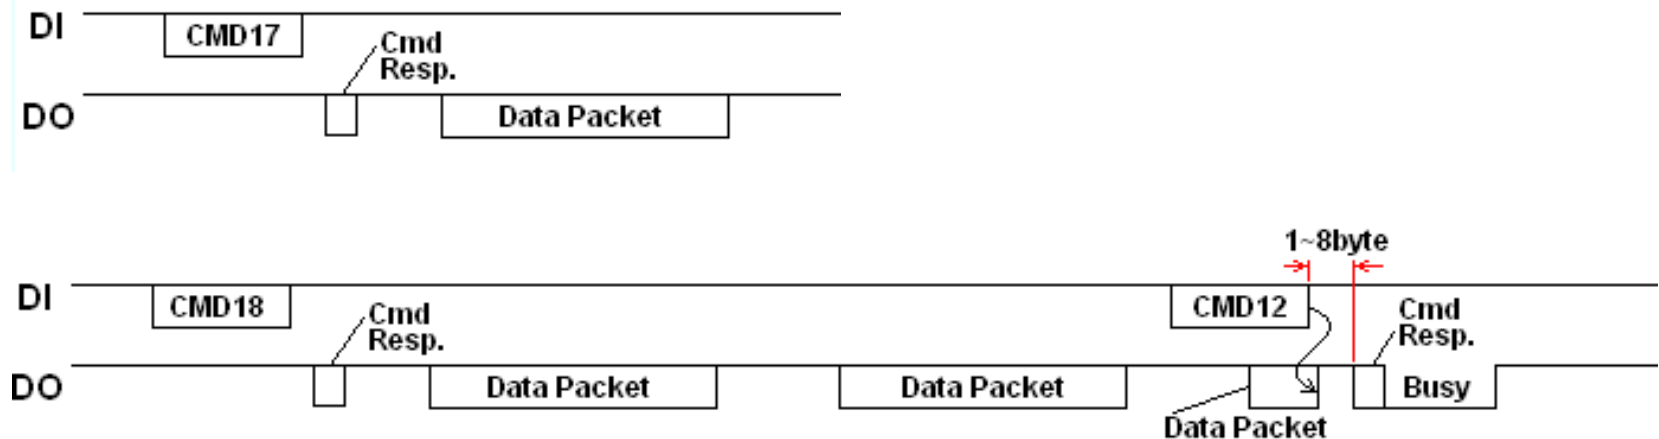 DI
CMD17
Cmd
Resp.
DO
Data Packet
1~8byte
DI
CMD18
Cmd
Resp.
CMD12
Cmd
Resp.
DO
Data Packet
Data Packet
Busy
Data Packet